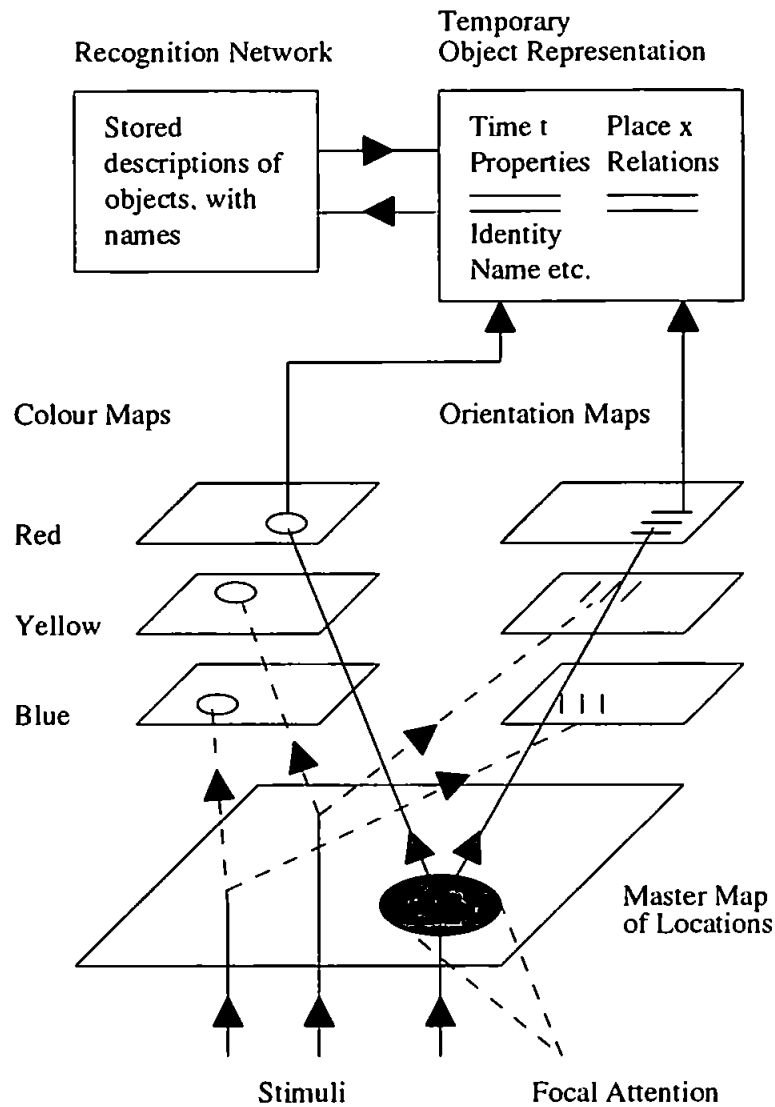 Recognition Network
Temporary
Object Representation
Stored
descriptions of
objects, with
names
Time t
Place x
Properties
Relations
Identity
Name etc.
Colour Maps
Orientation Maps
Red
Yellow
Blue
Master Map
of Locations
Stimuli
Focal Attention